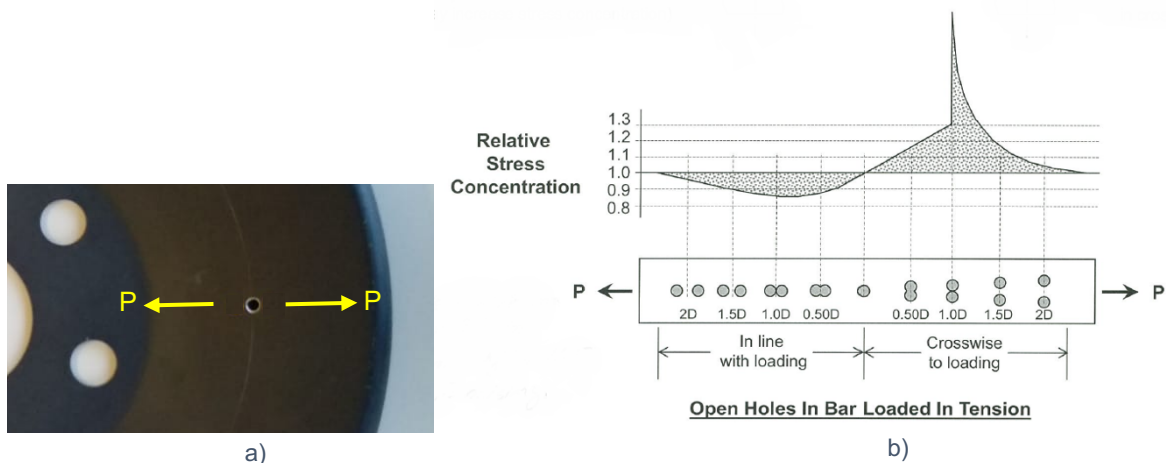 P
P
a)
Relative
Stress
Concentration
1.3
1.2
1.1
1.0
0.9
0.8
P
P
2D 1.5D 1.0D 0.50D 0.50D 1.0D 1.5D 2D
In line
with loading
Crosswise
to loading
Open Holes In Bar Loaded In Tension
b)